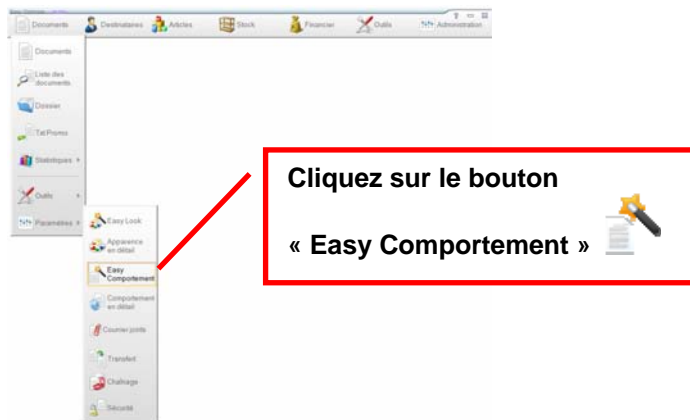 Documents Destinataires Articles Stock Financier Outils Administration
Documents
Liste des
documents
Dossier
Tat Promo
Statistiques
Outils
Paramètres
Easy Look
Apparence
en détail
Easy
Comportement
Comportement
en détail
Courrier joints
Transfert
Chaînage
Sécurité
Cliquez sur le bouton
« Easy Comportement »